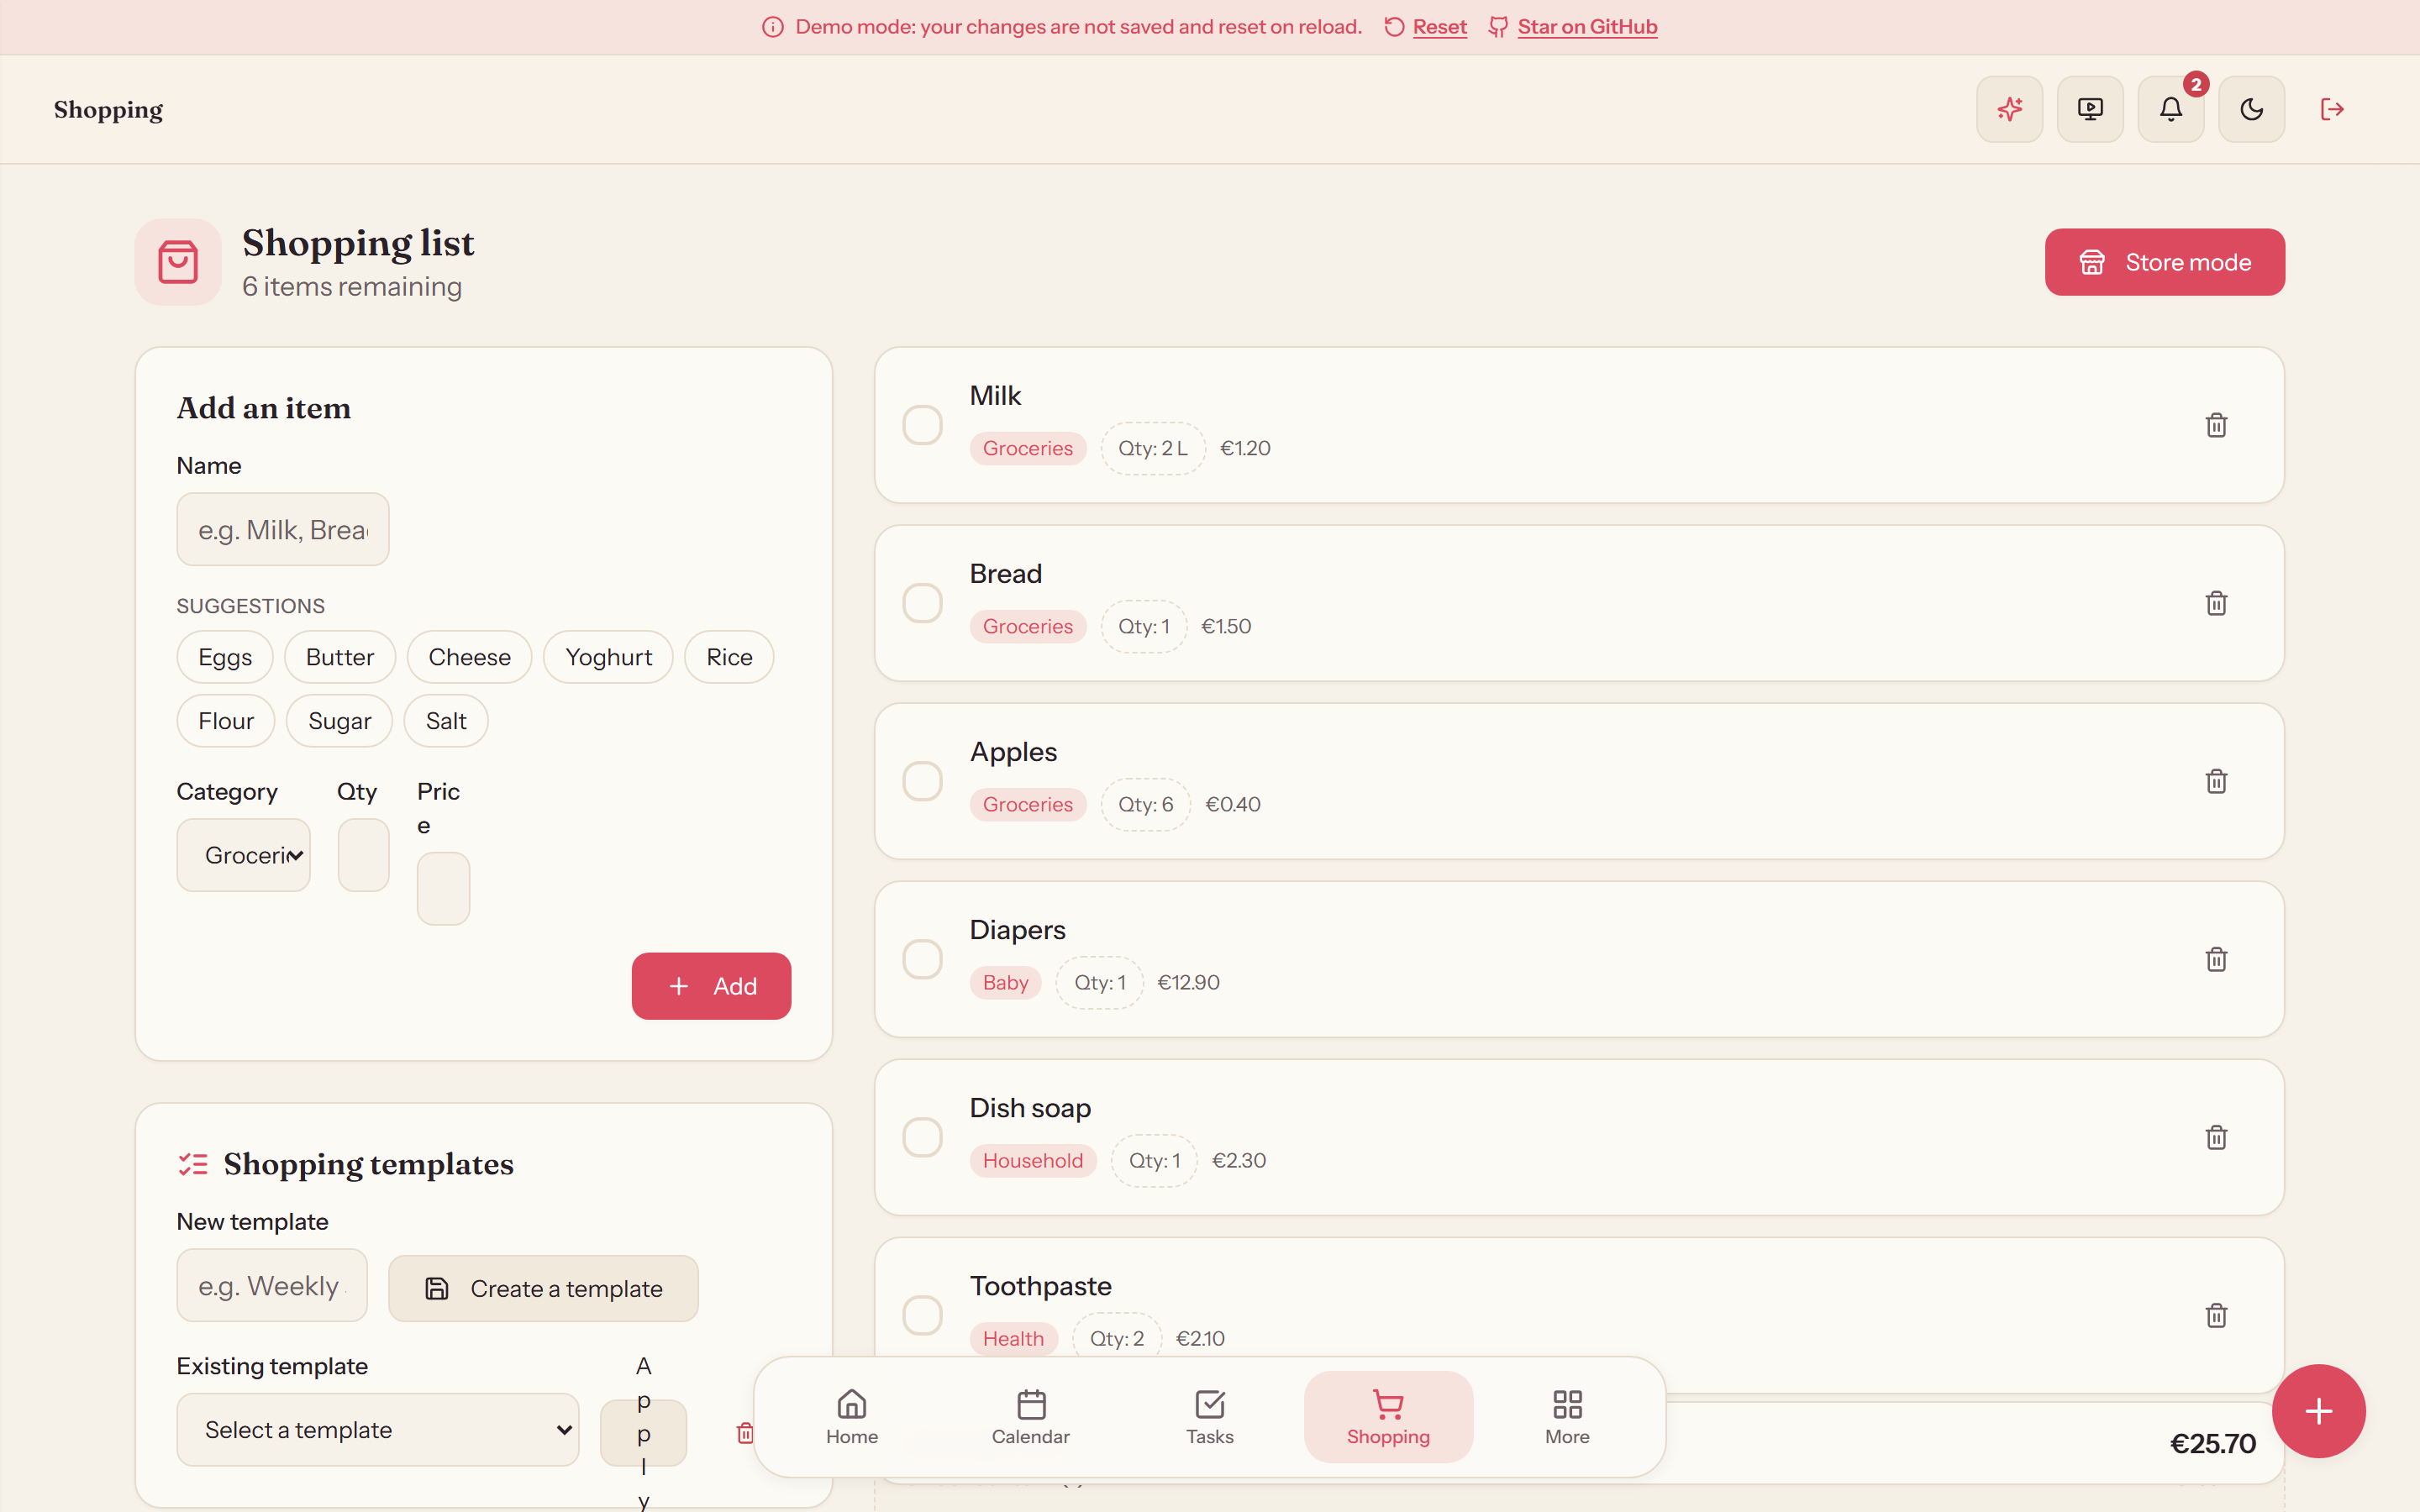 Demo mode: your changes are not saved and reset on reload. Reset Star on GitHub
Shopping
2
Shopping list
6 items remaining
Store mode
Add an item
Name
e.g. Milk, Brea
SUGGESTIONS
Eggs Butter Cheese Yoghurt Rice
Flour Sugar Salt
Category Qty Pric
e
Groceri
Add
Shopping templates
New template
e.g. Weekly
Create a template
Existing template
Select a template
A
p
p
l
y
Milk
Groceries Qty: 2 L €1.20
Bread
Groceries Qty: 1 €1.50
Apples
Groceries Qty: 6 €0.40
Diapers
Baby Qty: 1 €12.90
Dish soap
Household Qty: 1 €2.30
Toothpaste
Health Qty: 2 €2.10
€25.70
Home Calendar Tasks Shopping More